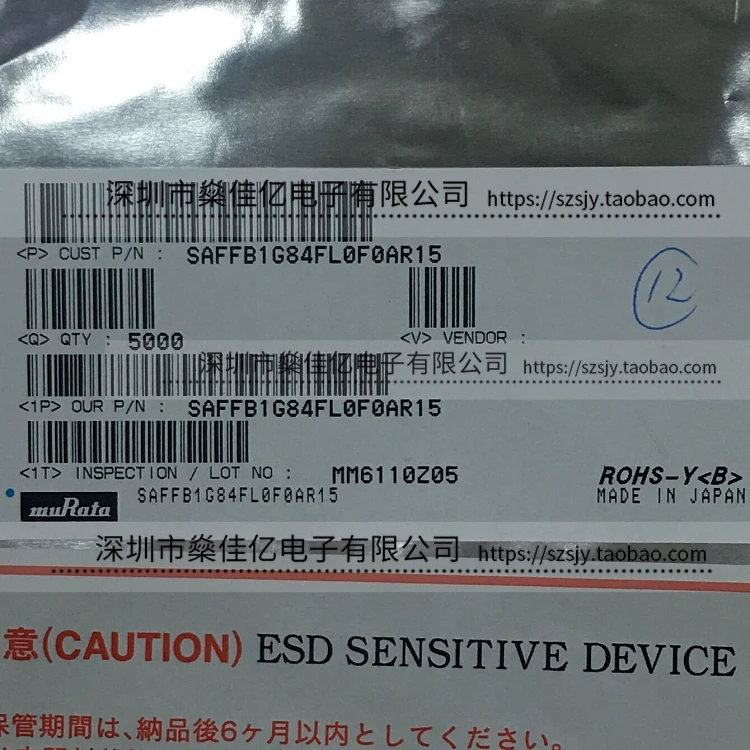 深圳市燊佳亿电子有限公司 https://szsjy.taobao.com
<P> CUST P/N : SAFFB1G84FL0F0AR15
12
<Q> QTY : 5000 <V> VENDOR :
深圳市燊佳亿电子有限公司 https://szsjy.taobao.com
<1P> OUR P/N : SAFFB1G84FL0F0AR15
<1T> INSPECTION / LOT NO : MM6110Z05 ROHS-Y<B>
muRata SAFFB1G84FL0F0AR15 MADE IN JAPAN
深圳市燊佳亿电子有限公司 https://szsjy.taobao.com
意(CAUTION) ESD SENSITIVE DEVICE
保管期間は、納品後6ヶ月以内としてください。